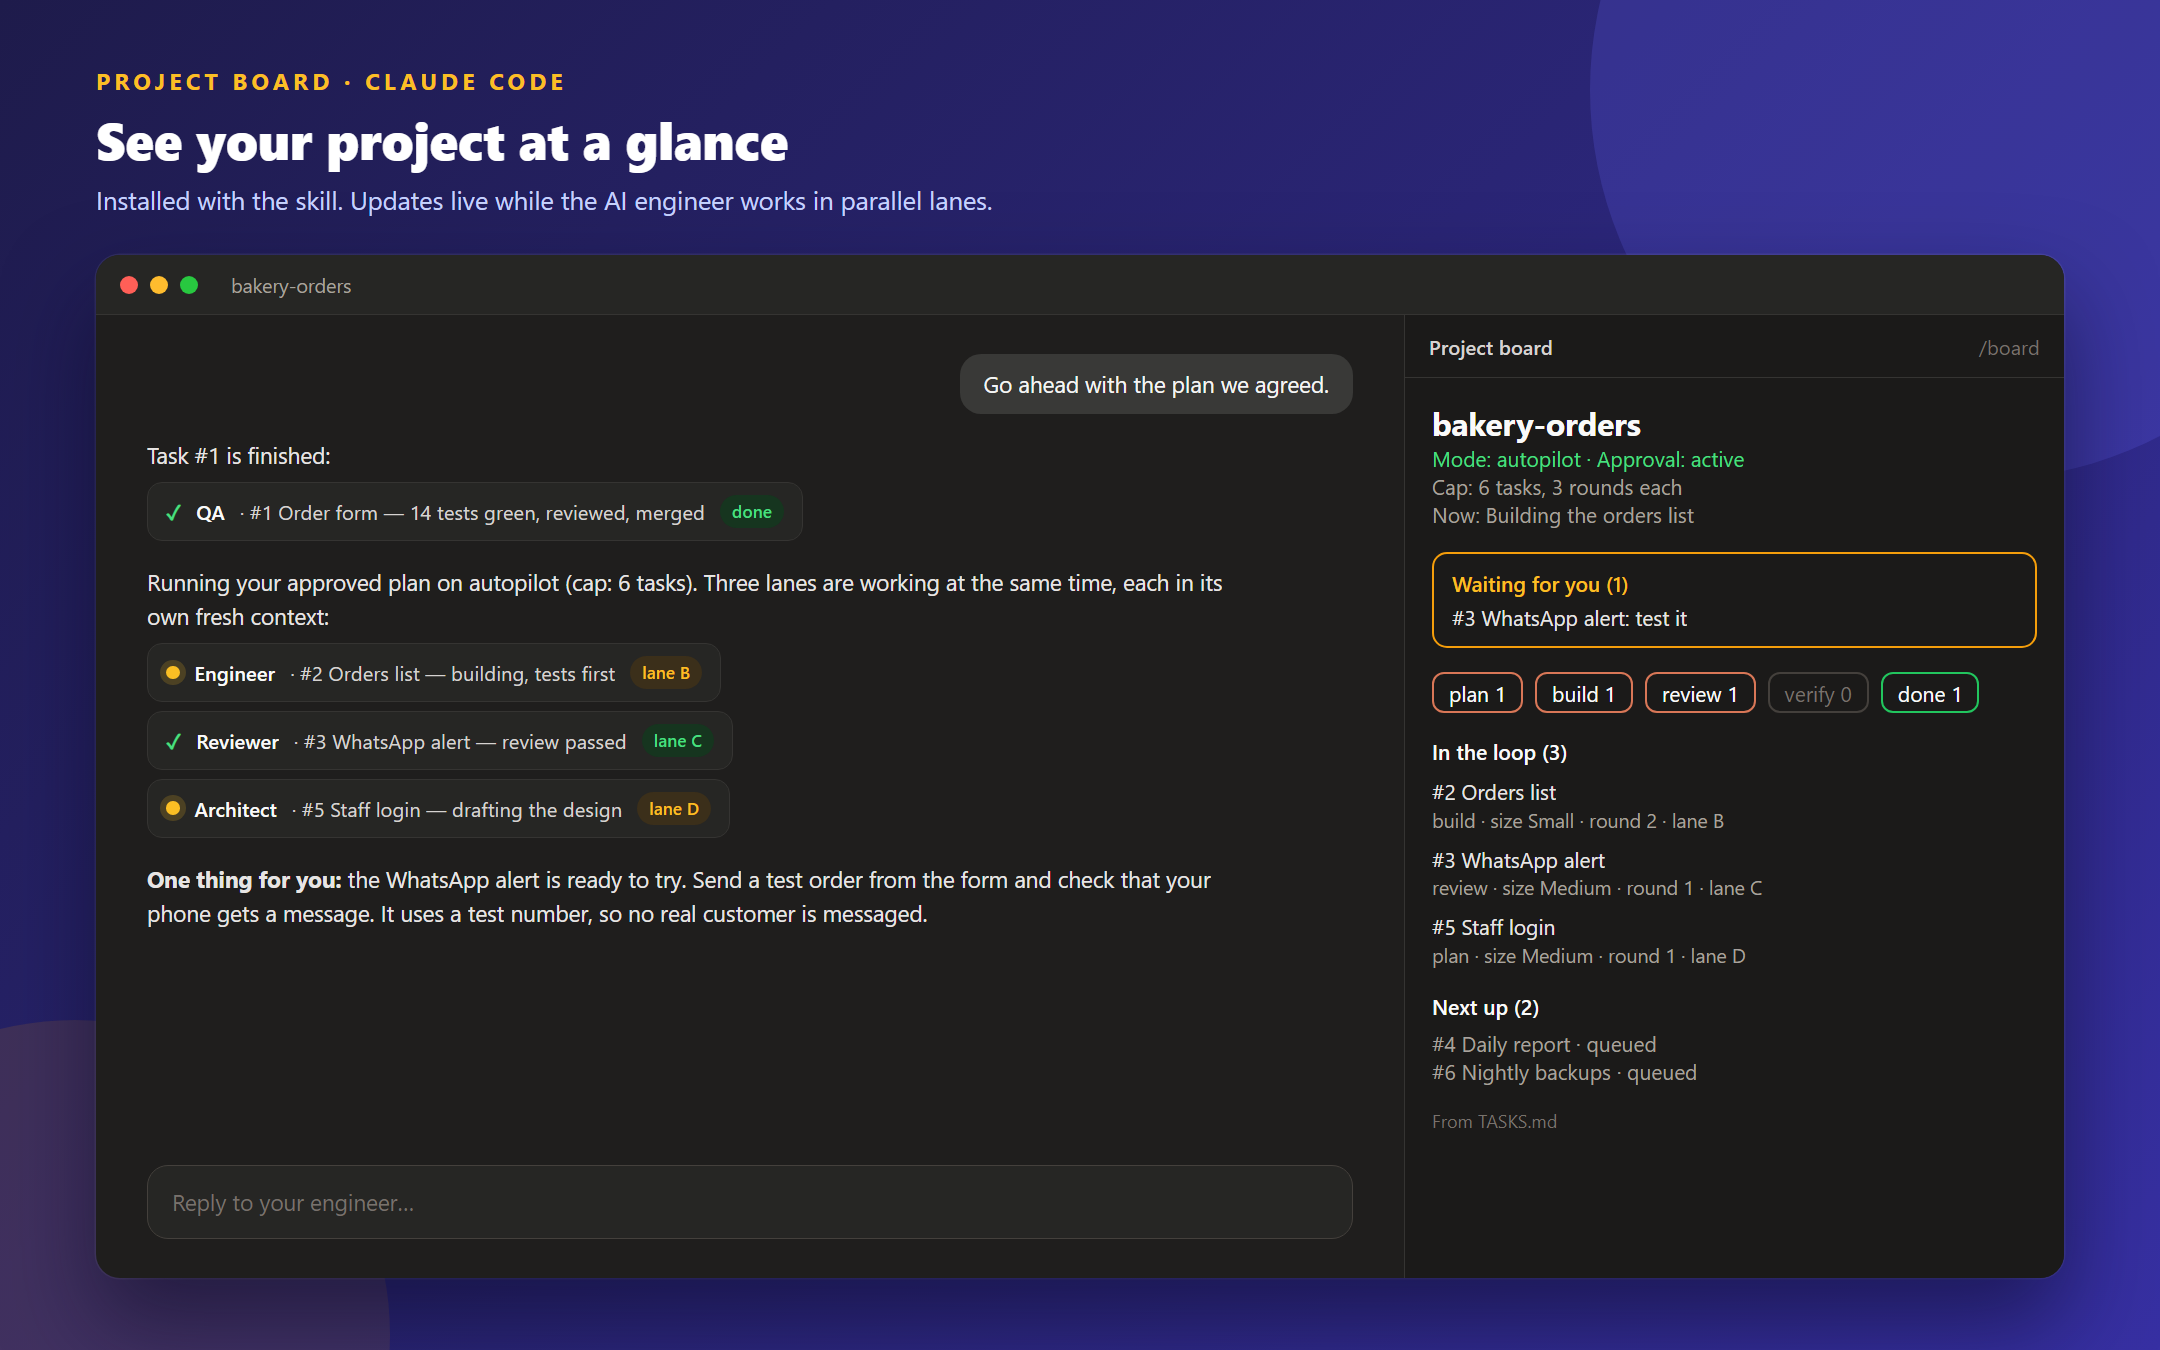 PROJECT BOARD · CLAUDE CODE
See your project at a glance
Installed with the skill. Updates live while the AI engineer works in parallel lanes.
bakery-orders
Go ahead with the plan we agreed.
Task #1 is finished:
✓ QA · #1 Order form — 14 tests green, reviewed, merged done
Running your approved plan on autopilot (cap: 6 tasks). Three lanes are working at the same time, each in its
own fresh context:
Engineer · #2 Orders list — building, tests first lane B
✓ Reviewer · #3 WhatsApp alert — review passed lane C
Architect · #5 Staff login — drafting the design lane D
One thing for you: the WhatsApp alert is ready to try. Send a test order from the form and check that your
phone gets a message. It uses a test number, so no real customer is messaged.
Reply to your engineer...
Project board /board
bakery-orders
Mode: autopilot · Approval: active
Cap: 6 tasks, 3 rounds each
Now: Building the orders list
Waiting for you (1)
#3 WhatsApp alert: test it
plan 1 build 1 review 1 verify 0 done 1
In the loop (3)
#2 Orders list
build · size Small · round 2 · lane B
#3 WhatsApp alert
review · size Medium · round 1 · lane C
#5 Staff login
plan · size Medium · round 1 · lane D
Next up (2)
#4 Daily report · queued
#6 Nightly backups · queued
From TASKS.md